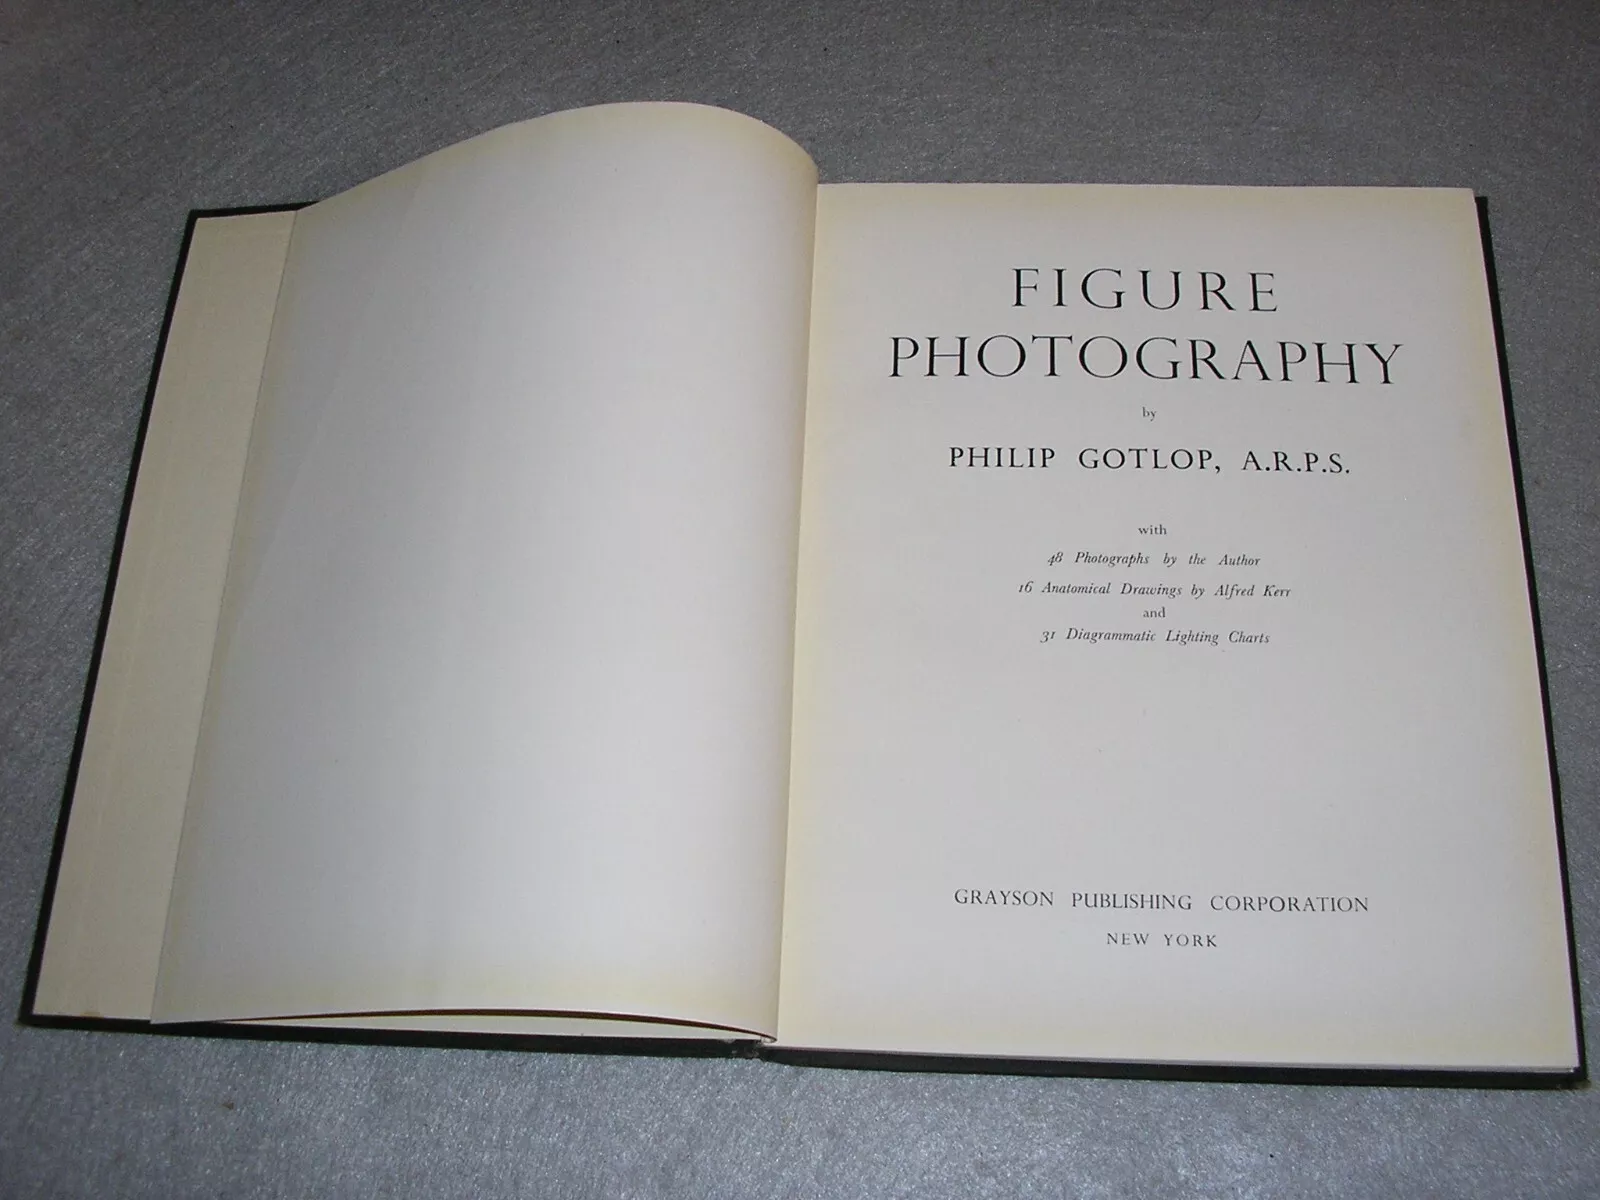 FIGURE
PHOTOGRAPHY
by
PHILIP GOTLOP, A.R.P.S.
with
48 Photographs by the Author
16 Anatomical Drawings by Alfred Kerr
and
31 Diagrammatic Lighting Charts
GRAYSON PUBLISHING CORPORATION
NEW YORK